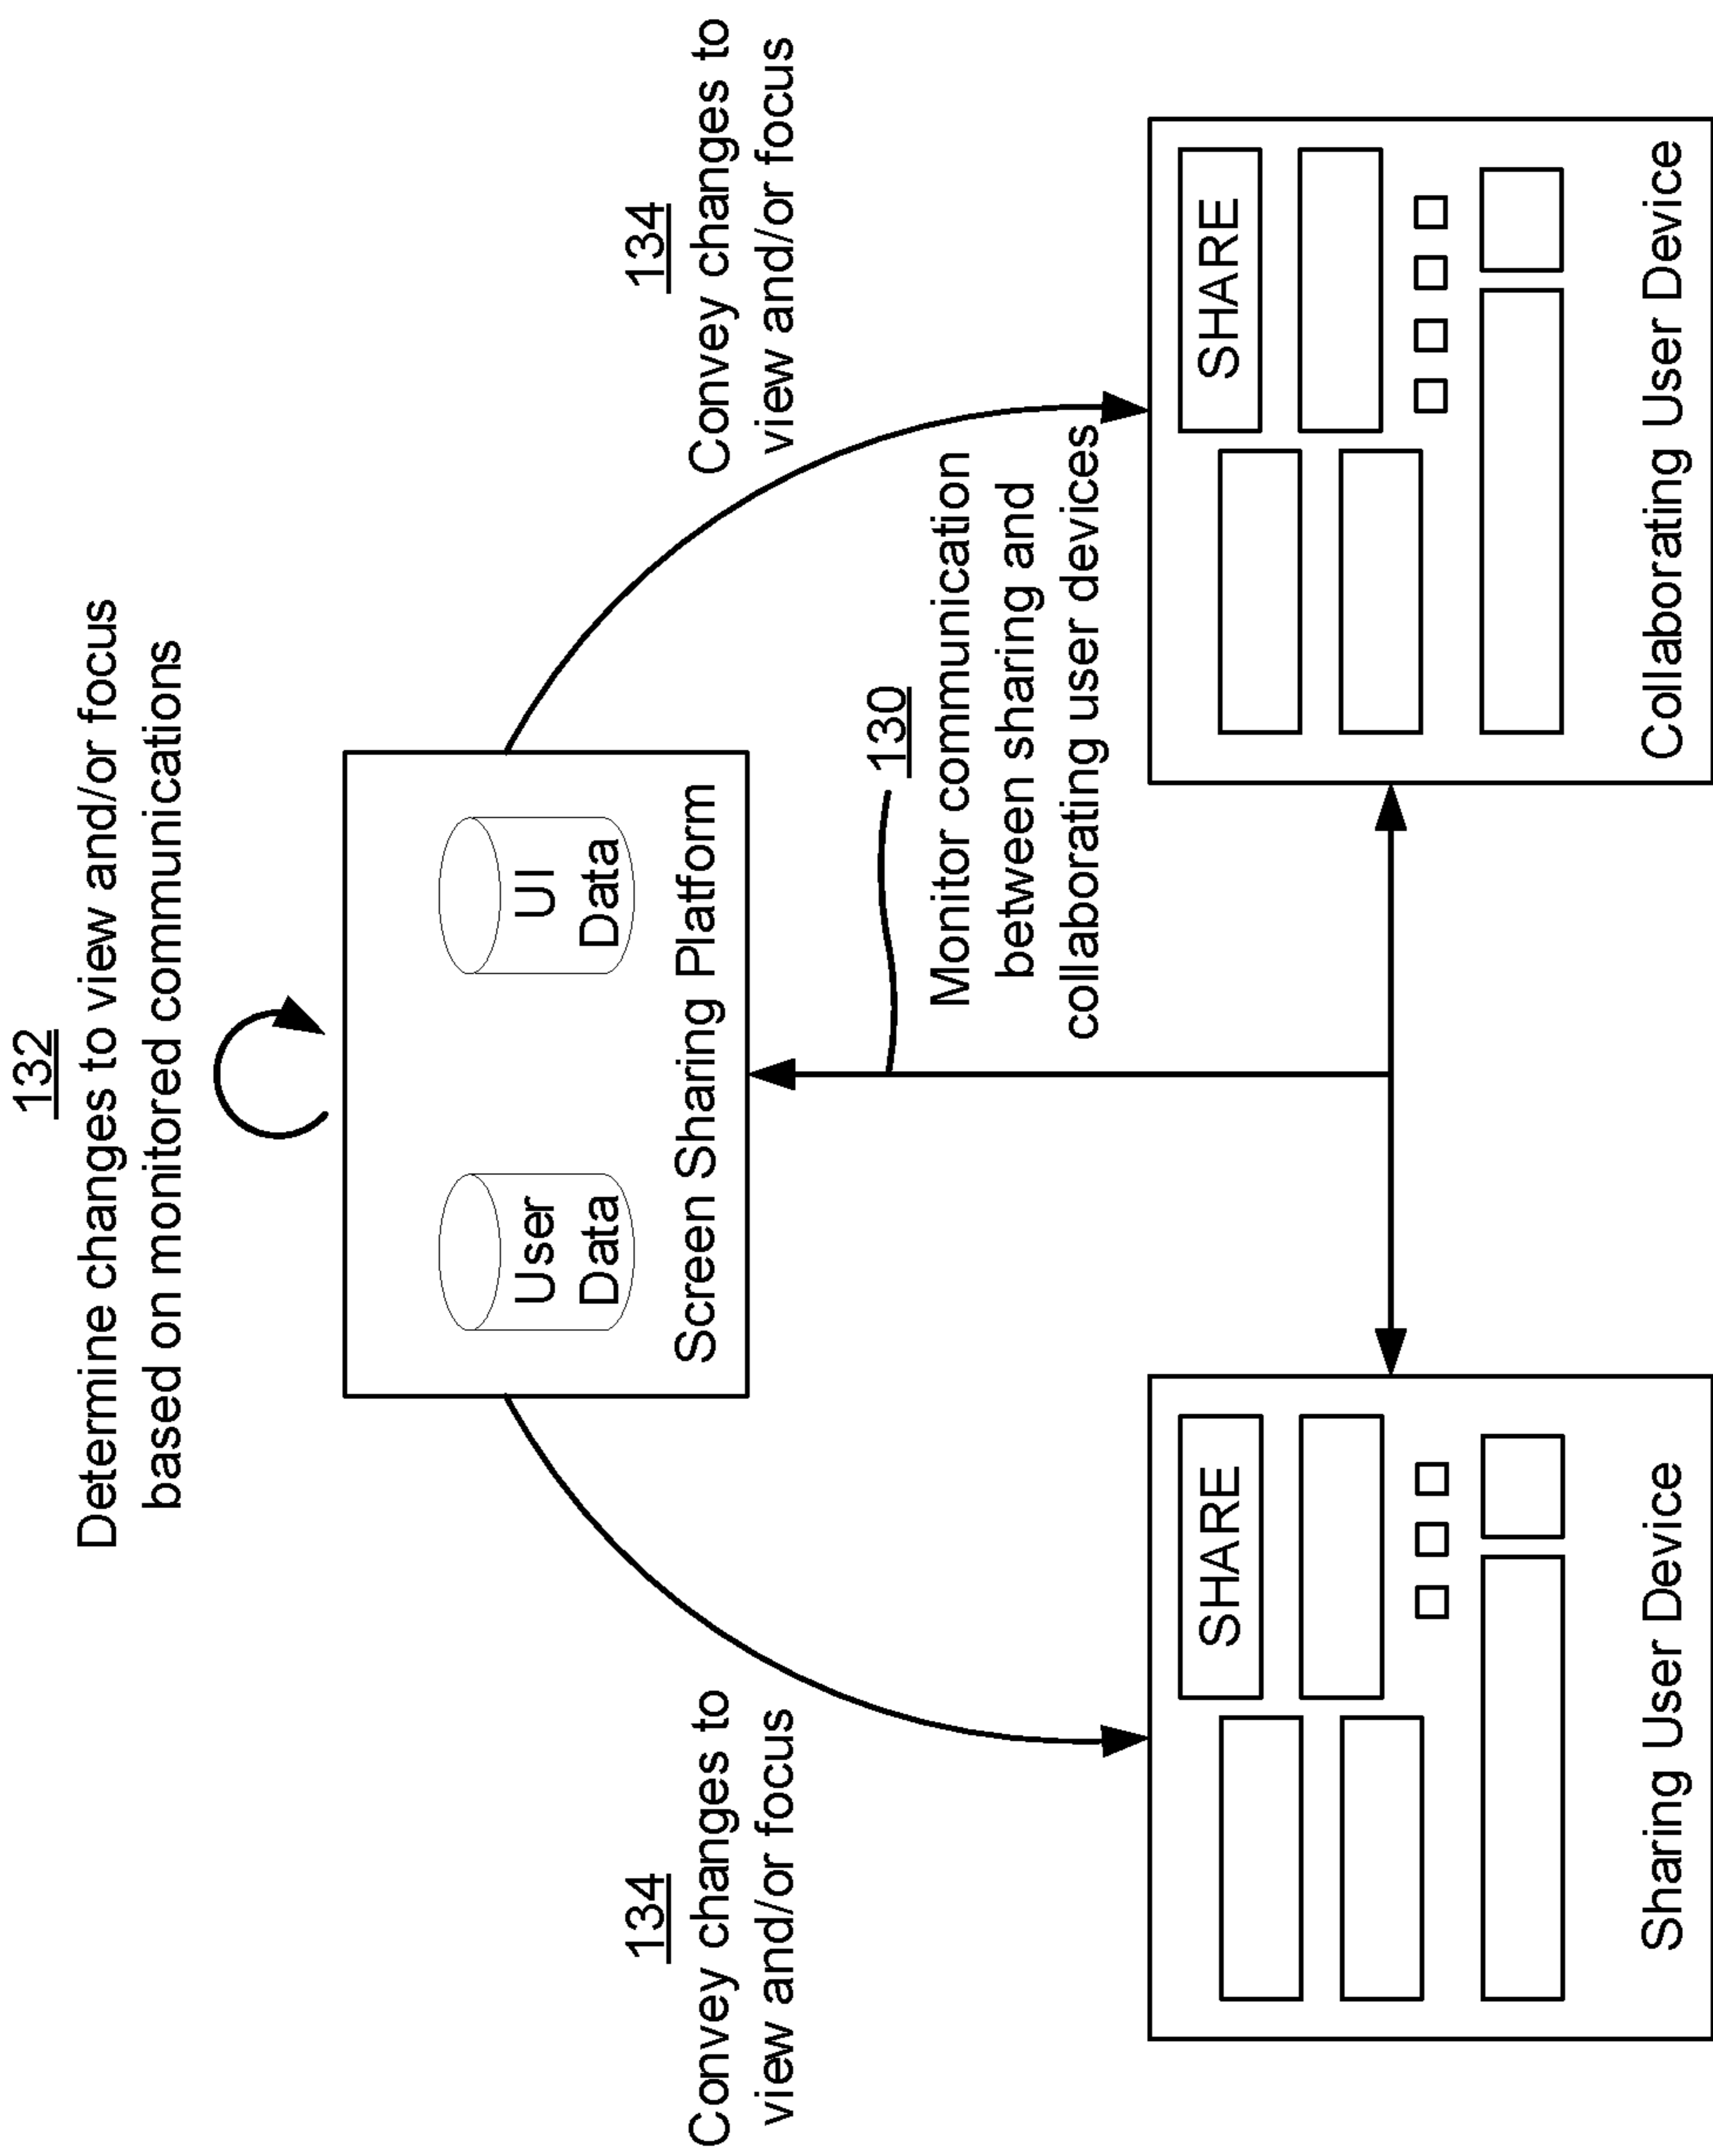 132
Determine changes to view and/or focus
based on monitored communications
User
Data
UI
Data
Screen Sharing Platform
134
Convey changes to
view and/or focus
134
Convey changes to
view and/or focus
130
Monitor communication
between sharing and
collaborating user devices
SHARE
Sharing User Device
SHARE
Collaborating User Device